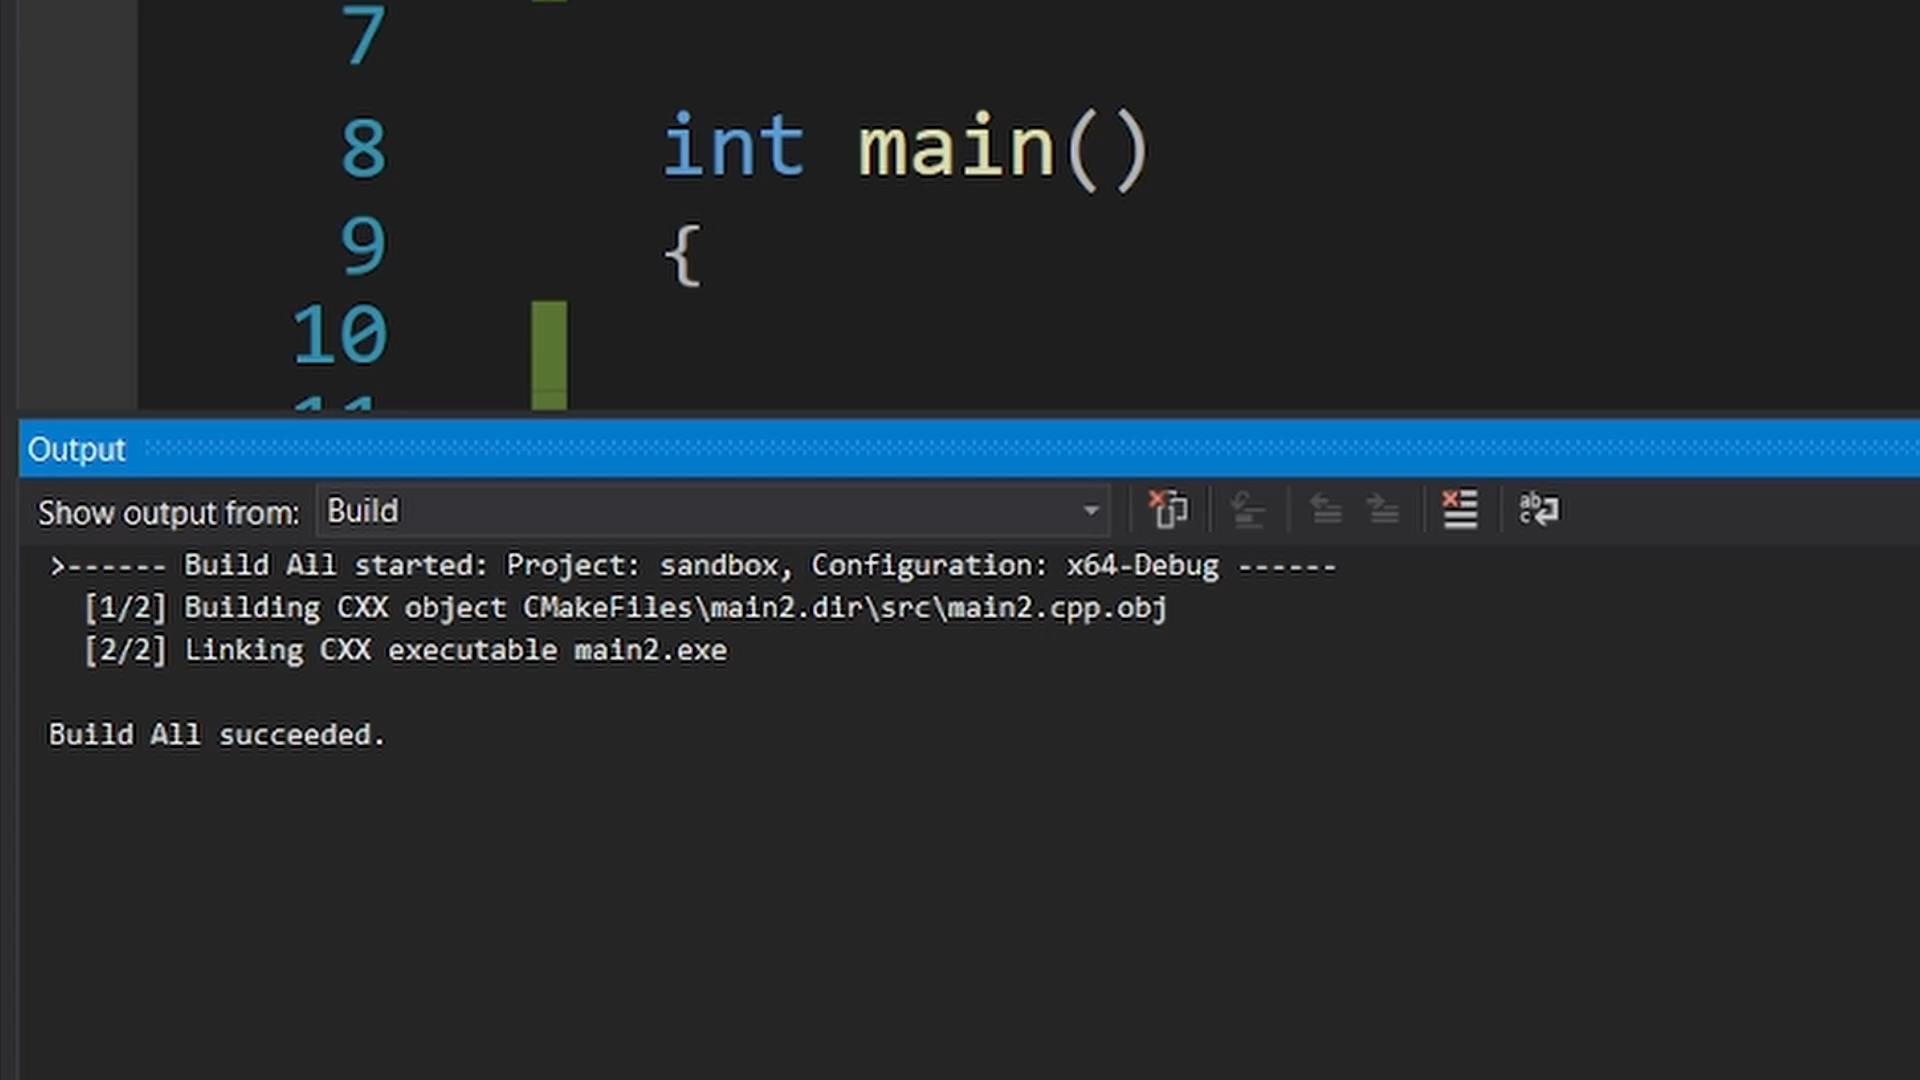 7
8 int main()
9 {
10
11
Output
Show output from: Build
>------ Build All started: Project: sandbox, Configuration: x64-Debug ------
[1/2] Building CXX object CMakeFiles\main2.dir\src\main2.cpp.obj
[2/2] Linking CXX executable main2.exe
Build All succeeded.